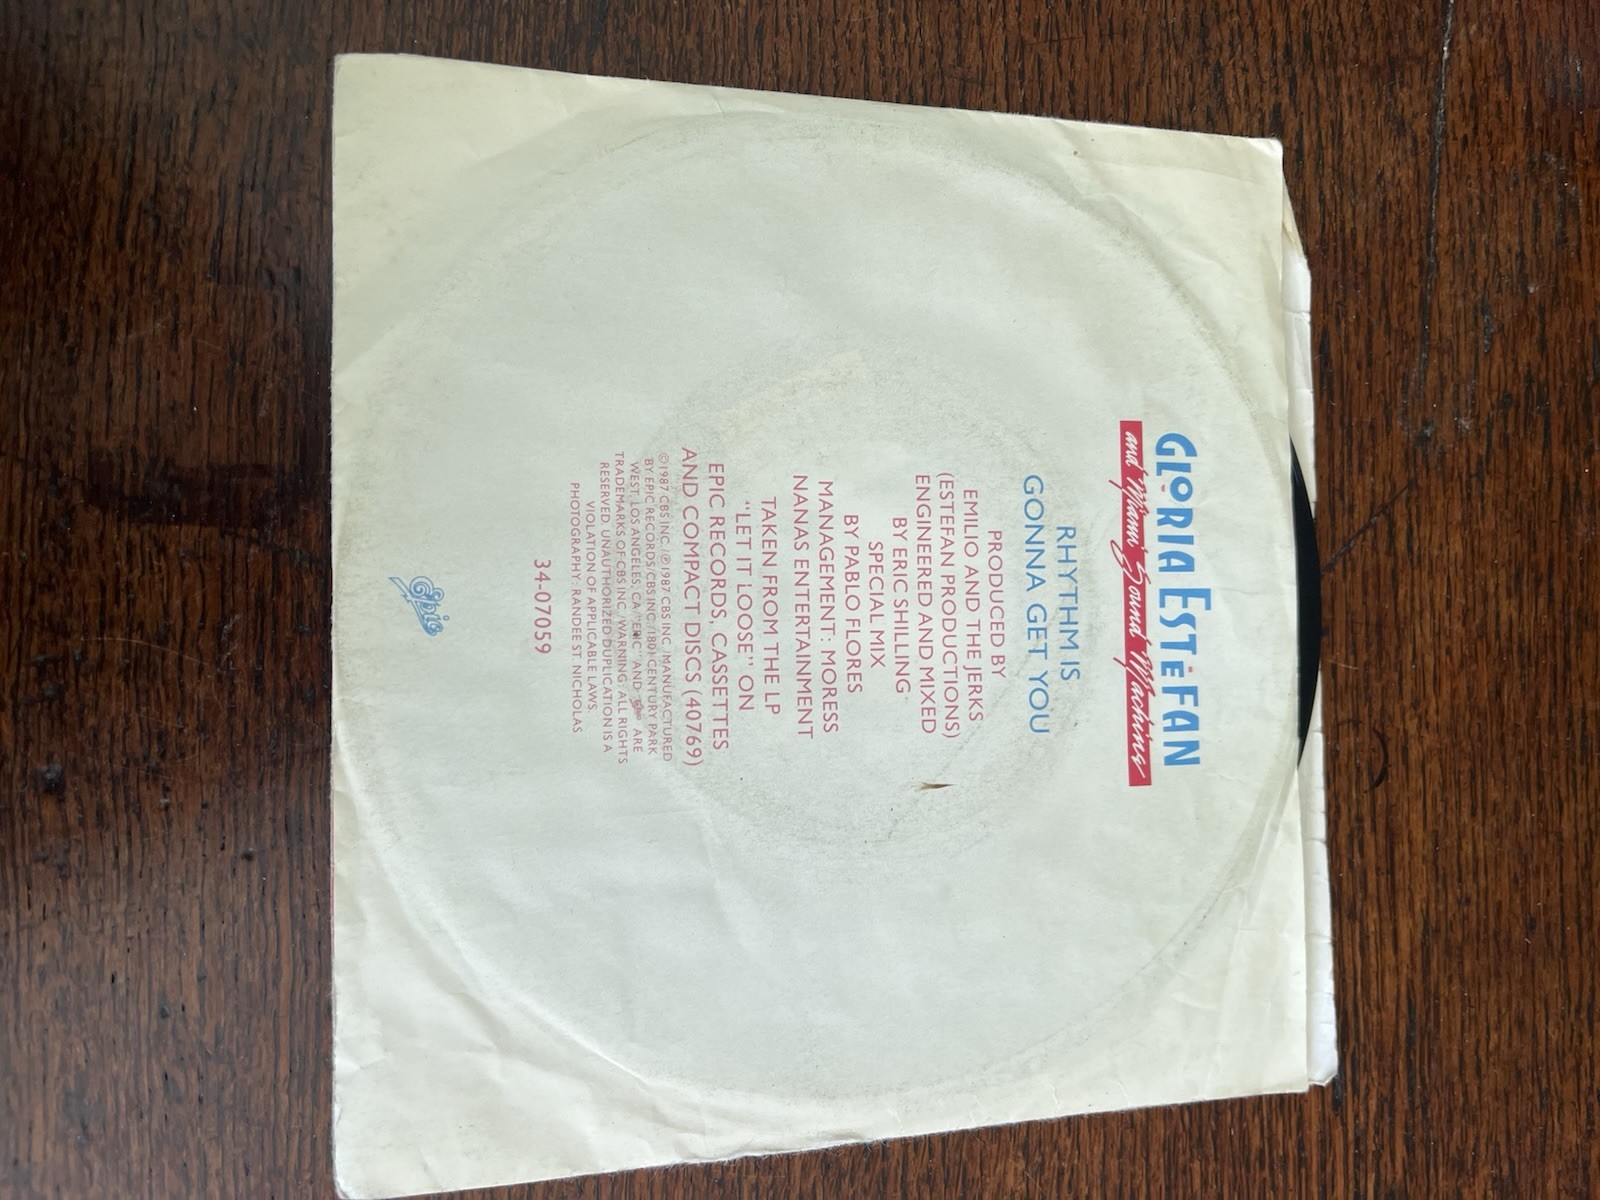 GLORIA ESTEFAN
and Miami Sound Machine
RHYTHM IS
GONNA GET YOU
PRODUCED BY
EMILIO AND THE JERKS
(ESTEFAN PRODUCTIONS)
ENGINEERED AND MIXED
BY ERIC SHILLING
SPECIAL MIX
BY PABLO FLORES
MANAGEMENT: MORESS
NANAS ENTERTAINMENT
TAKEN FROM THE LP
"LET IT LOOSE" ON
EPIC RECORDS, CASSETTES
AND COMPACT DISCS (40769)
©1987 CBS INC./℗1987 CBS INC./MANUFACTURED
BY EPIC RECORDS/CBS INC./1801 CENTURY PARK
WEST, LOS ANGELES, CA/"EPIC" AND Epic ARE
TRADEMARKS OF CBS INC./WARNING: ALL RIGHTS
RESERVED. UNAUTHORIZED DUPLICATION IS A
VIOLATION OF APPLICABLE LAWS.
PHOTOGRAPHY: RANDEE ST. NICHOLAS
34-07059
Epic